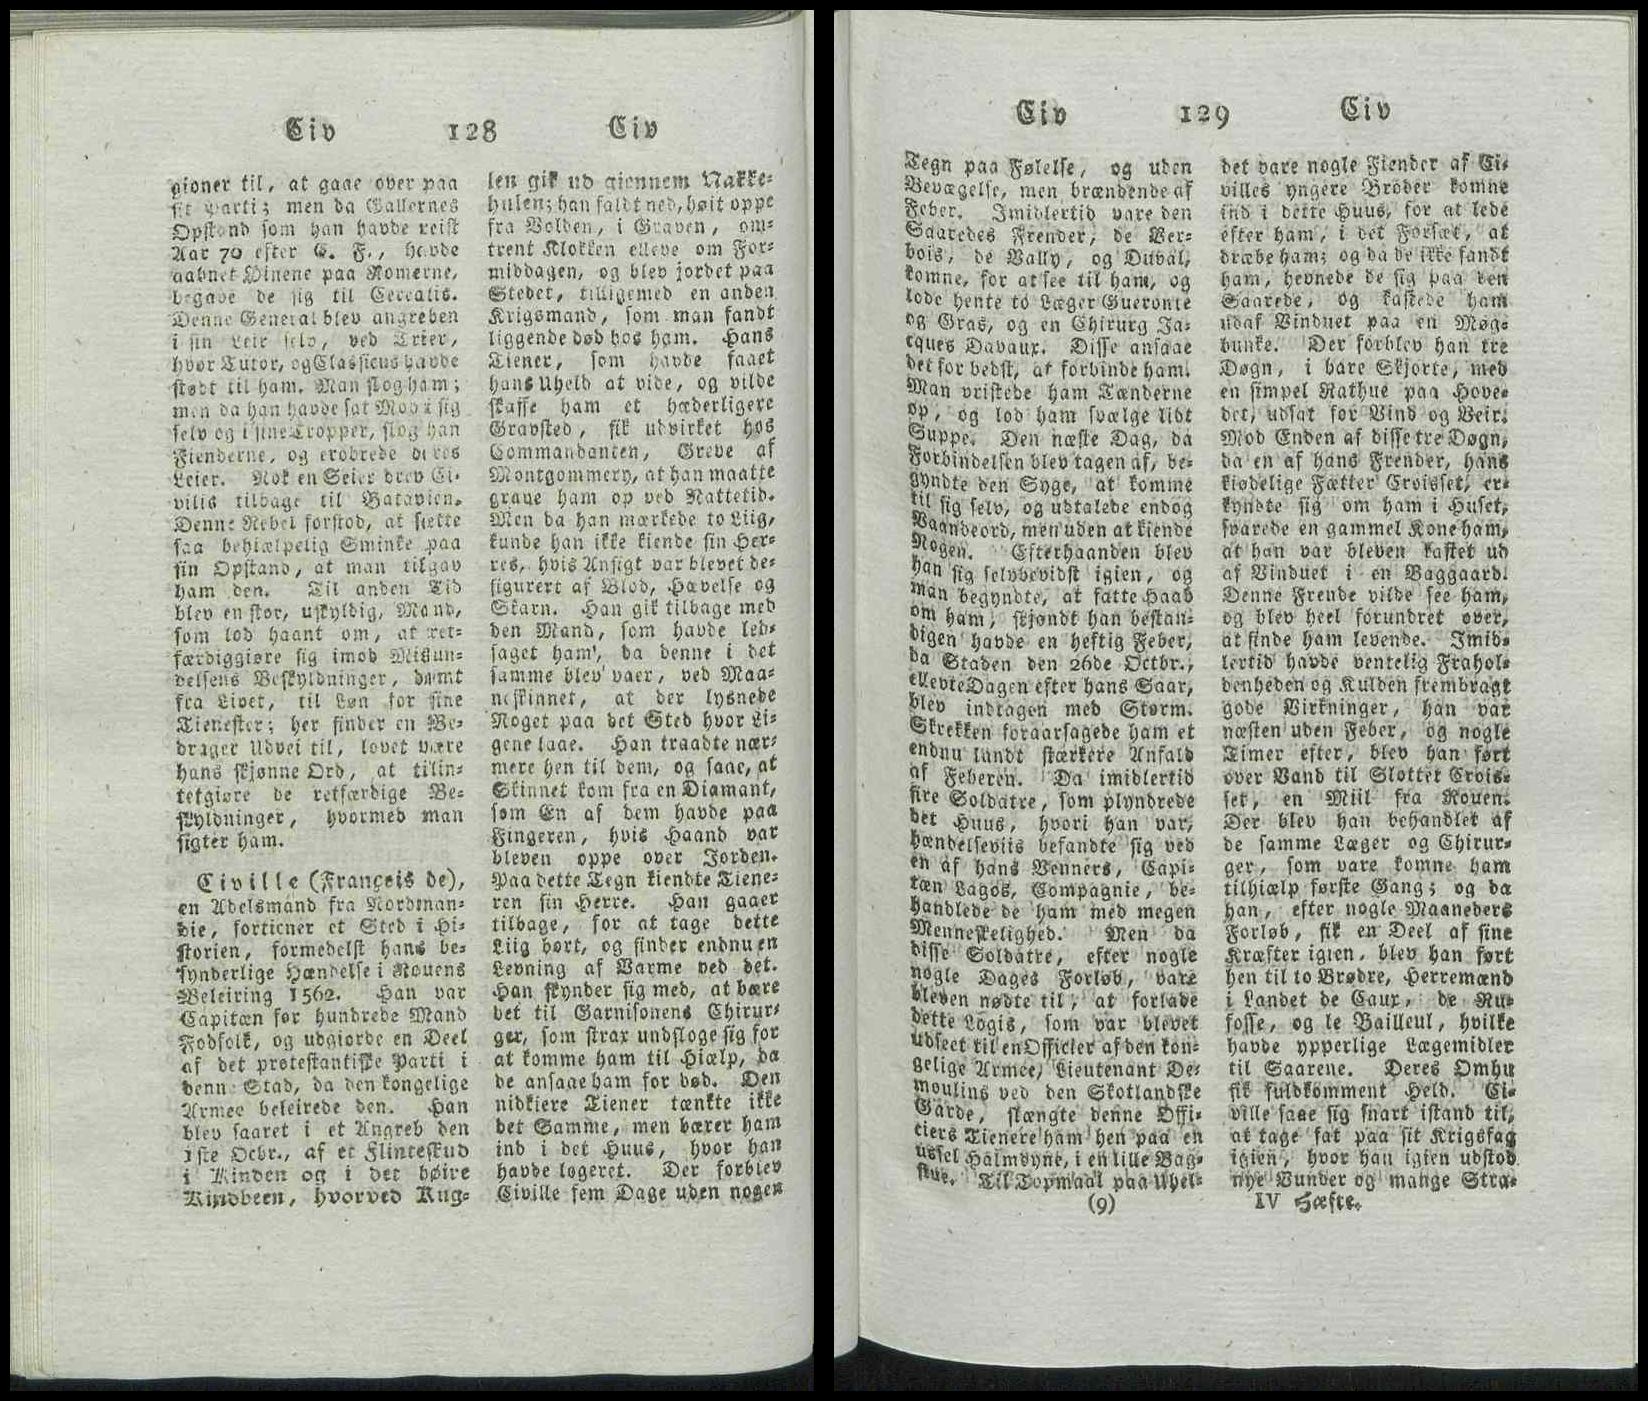 Civ 128 Civ
gioner til, at gaae over paa
sit Parti; men da Gallernes
Opstand som han havde reist
Aar 70 efter C. F., havde
aabnet Øinene paa Romerne,
begave de sig til Cerealis.
Denne General blev angreben
i sin Leir selv, ved Trier,
hvor Tutor, og Classicus havde
stødt til ham. Man slog ham;
men da han havde sat Mod i sig
selv og i sine Tropper, slog han
Fienderne, og erobrede deres
Leier. Nok en Seier drev Ci-
vilis tilbage til Batavien.
Denne Rebel forstod, at sætte
saa behiælpelig Sminke paa
sin Opstand, at man tilgav
ham den. Til anden Tid
blev en stor, uskyldig, Mand,
som lod haant om, at ret-
færdiggiøre sig imod Misun-
delsens Beskyldninger, dømt
fra Livet, til Løn for sine
Tienester; her finder en Be-
drager Udvei til, lovet være
hans skjønne Ord, at tilin-
tetgiøre de retfærdige Be-
skyldninger, hvormed man
sigter ham.
Civille (Françeis de),
en Adelsmand fra Nordman-
die, fortiener et Sted i Hi-
storien, formedelst hans be-
synderlige Hændelse i Rouens
Beleiring 1562. Han var
Capitæn for hundrede Mand
Fodfolk, og udgiorde en Deel
af det protestantiske Parti i
denne Stad, da den kongelige
Armee beleirede den. Han
blev saaret i et Angreb den
15te Octbr., af et Flinteskud
i Kinden og i det høire
Kindbeen, hvorved Kug-
len gik ud giennem Nakke-
hulen; han faldt ned, høit oppe
fra Volden, i Graven, om-
trent Klokken elleve om For-
middagen, og blev jordet paa
Stedet, tilligemed en anden
Krigsmand, som man fandt
liggende død hos ham. Hans
Tiener, som havde faaet
hans Uheld at vide, og vilde
skaffe ham et hæderligere
Gravsted, fik udvirket hos
Commandanten, Greve af
Montgommery, at han maatte
grave ham op ved Nattetid.
Men da han mærkede to Liig,
kunde han ikke kiende sin Her-
res, hvis Ansigt var blevet de-
sigurert af Blod, Hævelse og
Skarn. Han gik tilbage med
den Mand, som havde led-
saget ham, da denne i det
samme blev vaer, ved Maa-
neskinnet, at der lysnede
Noget paa det Sted hvor Li-
gene laae. Han traadte nær-
mere hen til dem, og saae, at
Skinnet kom fra en Diamant,
som En af dem havde paa
Fingeren, hvis Haand var
bleven oppe over Jorden.
Paa dette Tegn kiendte Tiene-
ren sin Herre. Han gaaer
tilbage, for at tage dette
Liig bort, og finder endnu en
Levning af Varme ved det.
Han skynder sig med, at bære
det til Garnisonens Chirur-
ger, som strax undsloge sig for
at komme ham til Hiælp, da
de ansaae ham for død. Den
nidkiere Tiener tænkte ikke
det Samme, men bærer ham
ind i det Huus, hvor han
havde logeret. Der forblev
Civille fem Dage uden nogen
Civ 129 Civ
Tegn paa Følelse, og uden
Bevægelse, men brændende af
Feber. Imidlertid vare den
Saaredes Frender, de Ver-
bois, de Vally, og Duval,
komne, for at see til ham, og
lode hente to Læger Gueronte
og Gras, og en Chirurg Ja-
cques Davaux. Disse ansaae
det for bedst, at forbinde ham.
Man vristede ham Tænderne
op, og lod ham svælge lidt
Suppe. Den næste Dag, da
Forbindelsen blev tagen af, be-
gyndte den Syge, at komme
til sig selv, og udtalede endog
Vaandeord, men uden at kiende
Nogen. Efterhaanden blev
han sig selvbevidst igien, og
man begyndte, at fatte Haab
om ham, skjøndt han bestan-
digen havde en heftig Feber,
da Staden den 26de Octbr.,
ellevte Dagen efter hans Saar,
blev indtagen med Storm.
Skrekken foraarsagede ham et
endnu landt stærkere Anfald
af Feberen. Da imidlertid
fire Soldatre, som plyndrede
det Huus, hvori han var,
hændelseviis befandte sig ved
en af hans Venners, Capi-
tæn Lagos, Compagnie, be-
handlede de ham med megen
Menneskelighed. Men da
disse Soldatre, efter nogle
nogle Dages Forløb, vare
bleven nødte til, at forlade
dette Logis, som var blevet
udseet til en Officier af den kon-
gelige Armee, Lieutenant De-
moulins ved den Skotlandske
Garde, slængte denne Offi-
ciers Tienere ham hen paa en
ussel Halmdyne, i en lille Bag-
stue. Til Topmaal paa Uhel-
det vare nogle Fiender af Ci-
villes yngere Brøder komne
ind i dette Huus, for at lede
efter ham, i det Forsæt, at
dræbe ham; og da de ikke fandt
ham, hevnede de sig paa den
Saarede, og kastede ham
udaf Vinduet paa en Møg-
bunke. Der forblev han tre
Døgn, i bare Skjorte, med
en simpel Nathue paa Hove-
det, udsat for Vind og Veir.
Mod Enden af disse tre Døgn,
da en af hans Frender, hans
kiødelige Fætter Croisset, er-
kyndte sig om ham i Huset,
svarede en gammel Kone ham,
at han var bleven kastet ud
af Vinduet i en Baggaard.
Denne Frende vilde see ham,
og blev heel forundret over,
at finde ham levende. Imid-
lertid havde ventelig Frahol-
denheden og Kulden frembragt
gode Virkninger, han var
næsten uden Feber, og nogle
Timer efter, blev han ført
over Vand til Slottet Crois-
set, en Miil fra Rouen.
Der blev han behandlet af
de samme Læger og Chirur-
ger, som vare komne ham
tilhiælp første Gang; og da
han, efter nogle Maaneders
Forløb, fik en Deel af sine
Kræfter igien, blev han ført
hen til to Brødre, Herremænd
i Landet de Caux, de Ru-
fosse, og le Bailleul, hvilke
havde ypperlige Lægemidler
til Saarene. Deres Omhu
fik fuldkomment Held. Ci-
ville saae sig snart istand til,
at tage fat paa sit Krigsfag
igien, hvor han igien udstod
nye Vunder og mange Stra-
(9) IV Hæfte.